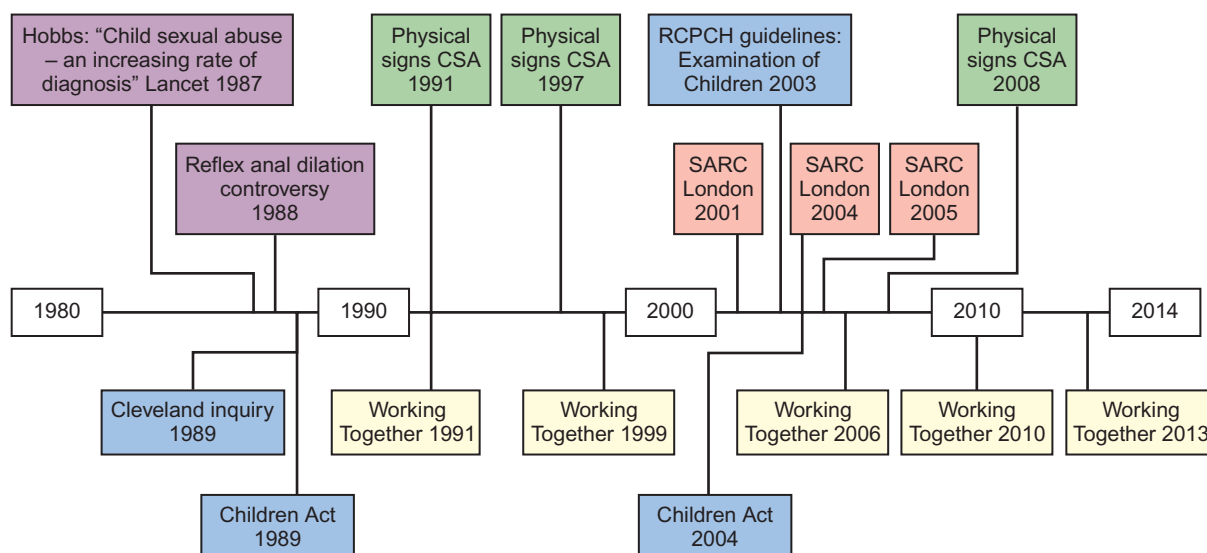 Hobbs: “Child sexual abuse
– an increasing rate of
diagnosis” Lancet 1987
Physical
signs CSA
1991
Physical
signs CSA
1997
RCPCH guidelines:
Examination of
Children 2003
Physical
signs CSA
2008
Reflex anal dilation
controversy
1988
SARC
London
2001
SARC
London
2004
SARC
London
2005
1980
1990
2000
2010
2014
Cleveland inquiry
1989
Working
Together 1991
Working
Together 1999
Working
Together 2006
Working
Together 2010
Working
Together 2013
Children Act
1989
Children Act
2004